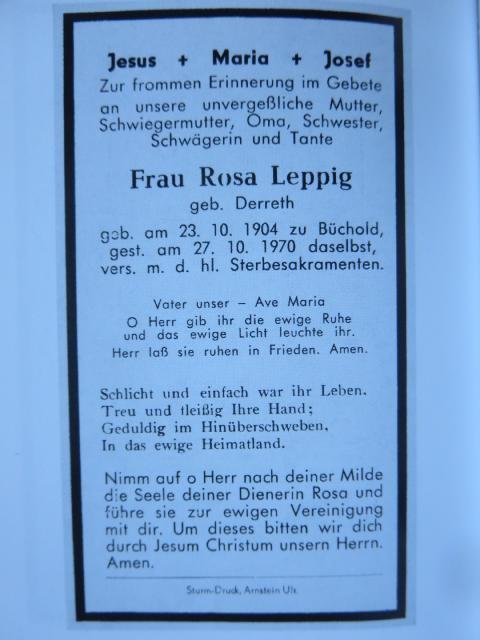 Jesus + Maria + Josef
Zur frommen Erinnerung im Gebete
an unsere unvergeßliche Mutter,
Schwiegermutter, Oma, Schwester,
Schwägerin und Tante
Frau Rosa Leppig
geb. Derreth
geb. am 23. 10. 1904 zu Büchold,
gest. am 27. 10. 1970 daselbst,
vers. m. d. hl. Sterbesakramenten.
Vater unser – Ave Maria
O Herr gib ihr die ewige Ruhe
und das ewige Licht leuchte ihr.
Herr laß sie ruhen in Frieden. Amen.
Schlicht und einfach war ihr Leben.
Treu und fleißig Ihre Hand;
Geduldig im Hinüberschweben,
In das ewige Heimatland.
Nimm auf o Herr nach deiner Milde
die Seele deiner Dienerin Rosa und
führe sie zur ewigen Vereinigung
mit dir. Um dieses bitten wir dich
durch Jesum Christum unsern Herrn.
Amen.
Sturm-Druck, Arnstein Ufr.